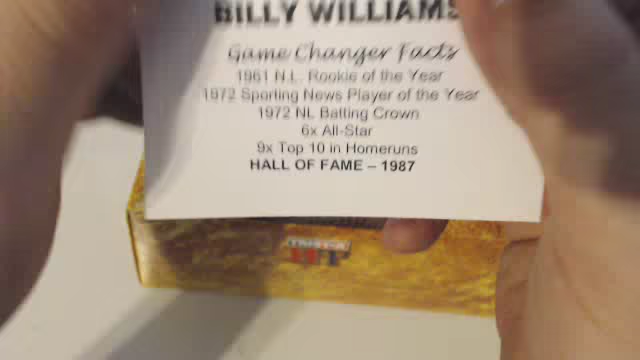 BILLY WILLIAMS
Game Changer Facts
1961 N.L. Rookie of the Year
1972 Sporting News Player of the Year
1972 NL Batting Crown
6x All-Star
9x Top 10 in Homeruns
HALL OF FAME – 1987
TRISTAR